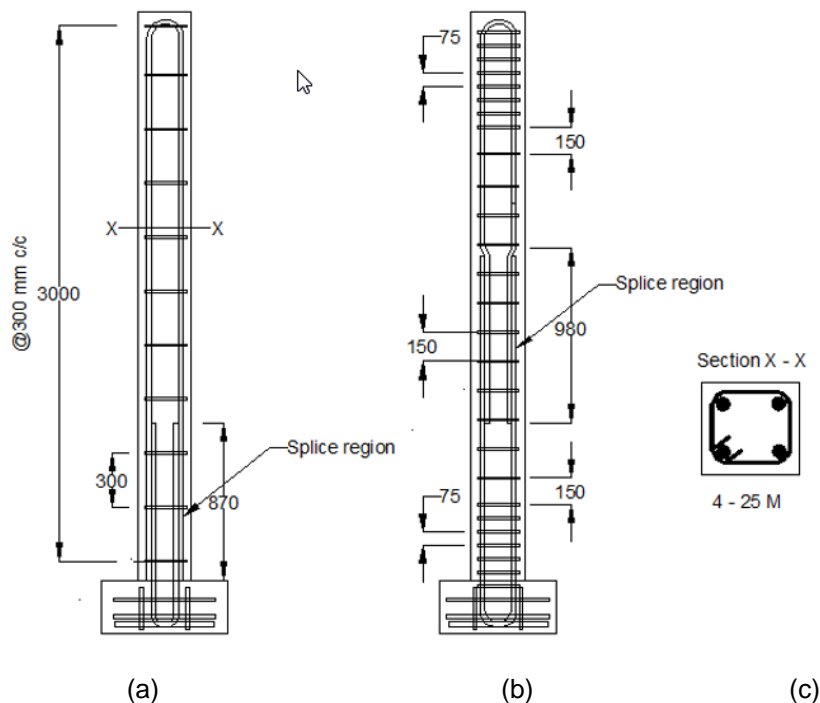 @300 mm c/c
3000
X
X
300
870
Splice region
75
150
150
980
Splice region
75
150
Section X - X
4 - 25 M
(a)
(b)
(c)